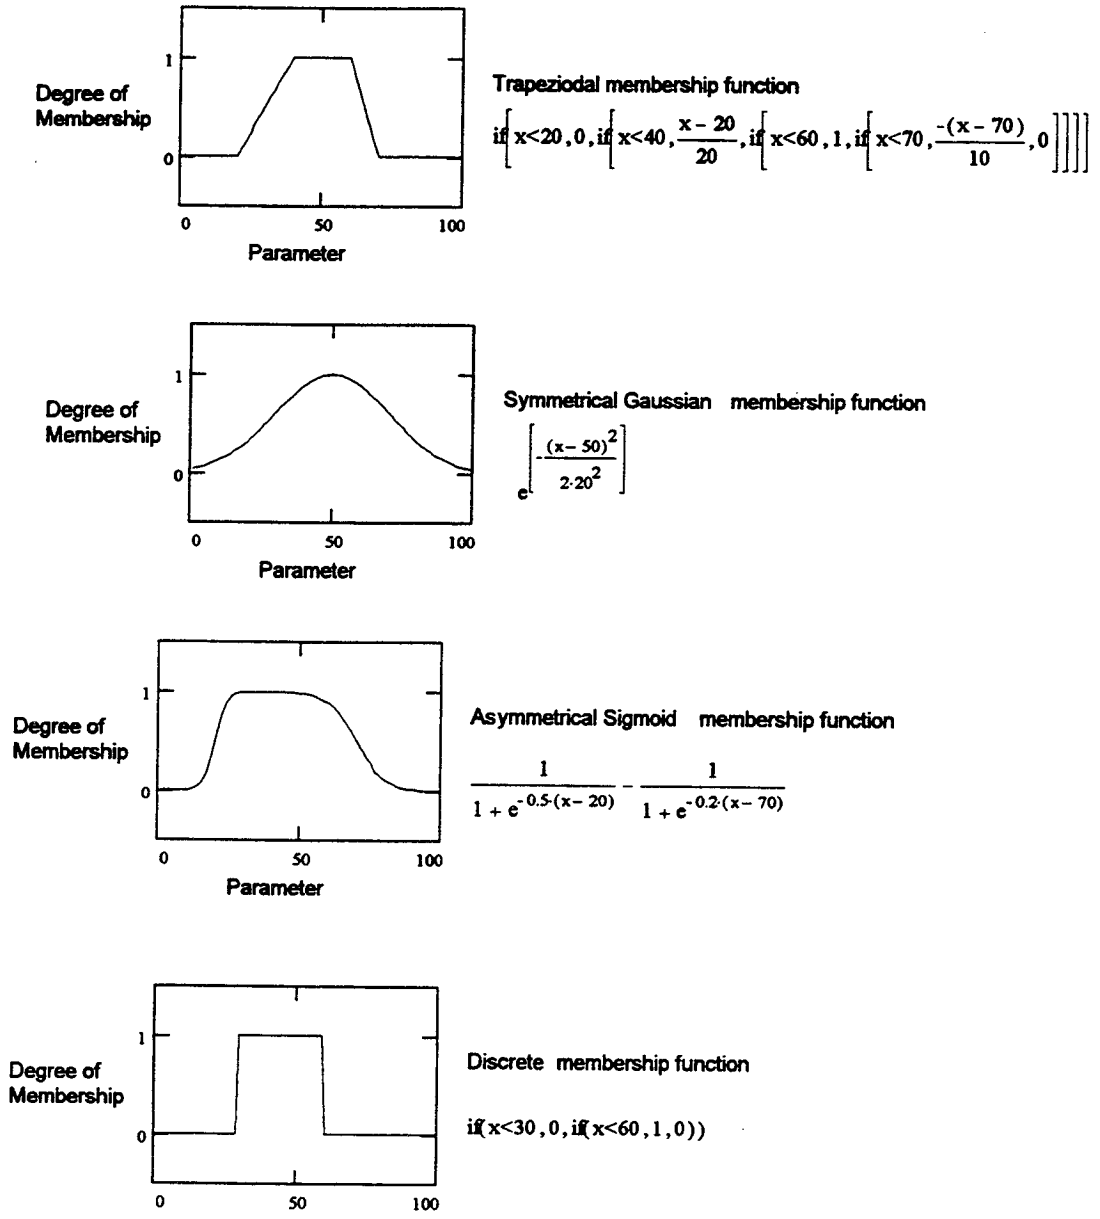 1
Degree of
Membership
0
0 50 100
Parameter
Trapeziodal membership function
if[x<20,0,if[x<40,(x-20)/20,if[x<60,1,if[x<70,-(x-70)/10,0]]]]
1
Degree of
Membership
0
0 50 100
Parameter
Symmetrical Gaussian membership function
e^[-(x-50)^2/(2·20^2)]
1
Degree of
Membership
0
0 50 100
Parameter
Asymmetrical Sigmoid membership function
1/(1+e^(-0.5·(x-20))) - 1/(1+e^(-0.2·(x-70)))
1
Degree of
Membership
0
0 50 100
Discrete membership function
if(x<30,0,if(x<60,1,0))